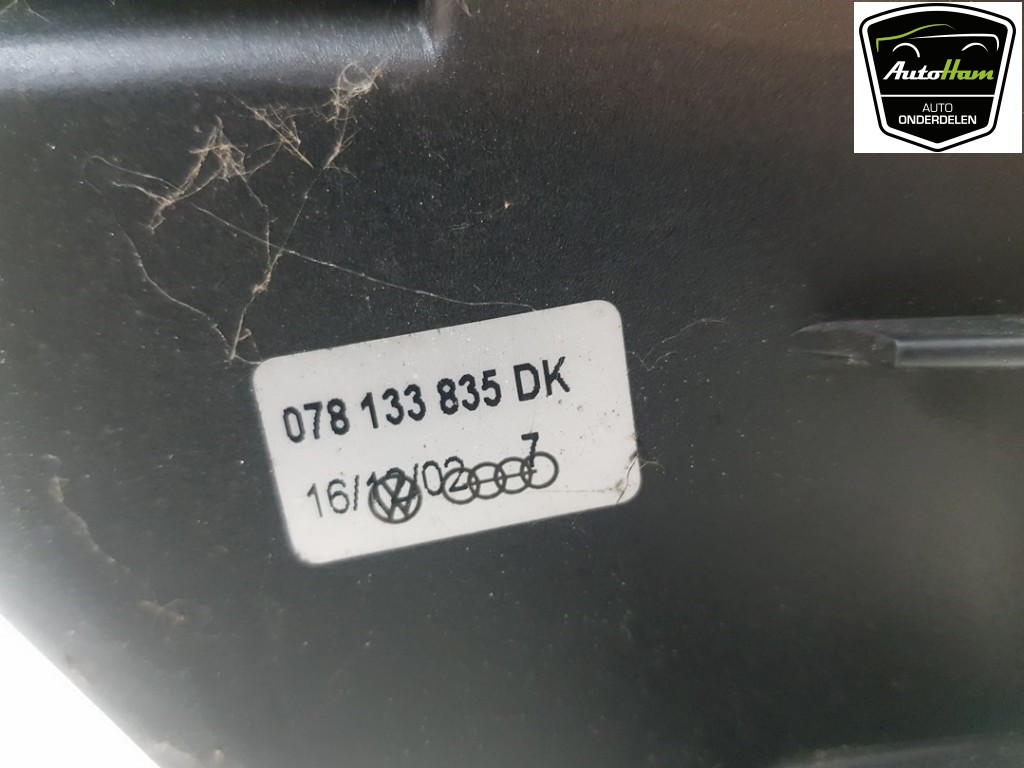 AutoHam
AUTO
ONDERDELEN
078 133 835 DK
16/12/02 7